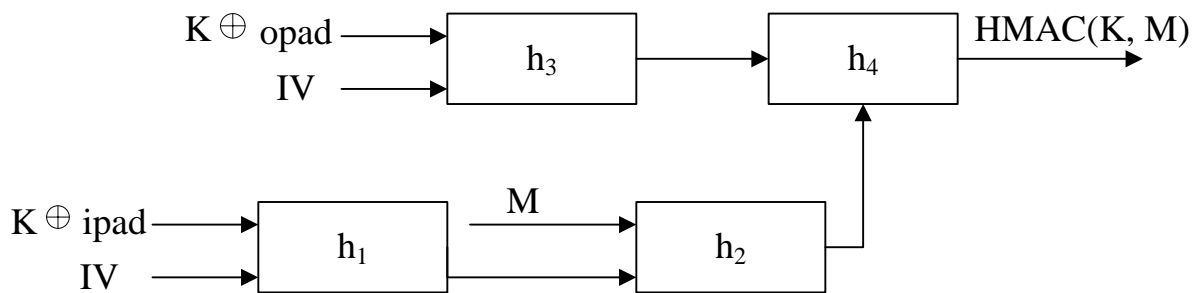 K ⊕ opad
IV
h₃
h₄
HMAC(K, M)
K ⊕ ipad
IV
h₁
M
h₂